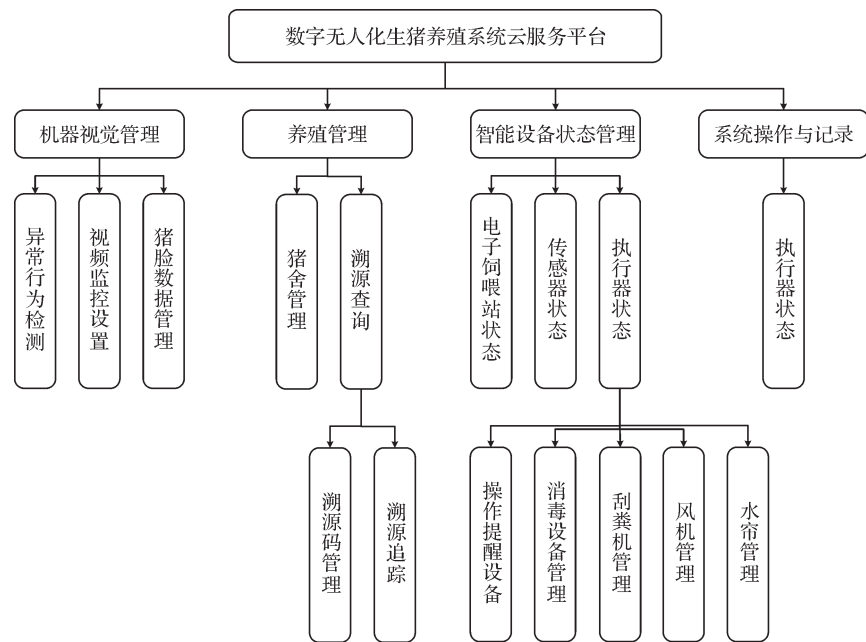 数字无人化生猪养殖系统云服务平台
机器视觉管理
养殖管理
智能设备状态管理
系统操作与记录
异常行为检测
视频监控设置
猪脸数据管理
猪舍管理
溯源查询
电子饲喂站状态
传感器状态
执行器状态
执行器状态
溯源码管理
溯源追踪
操作提醒设备
消毒设备管理
刮粪机管理
风机管理
水帘管理